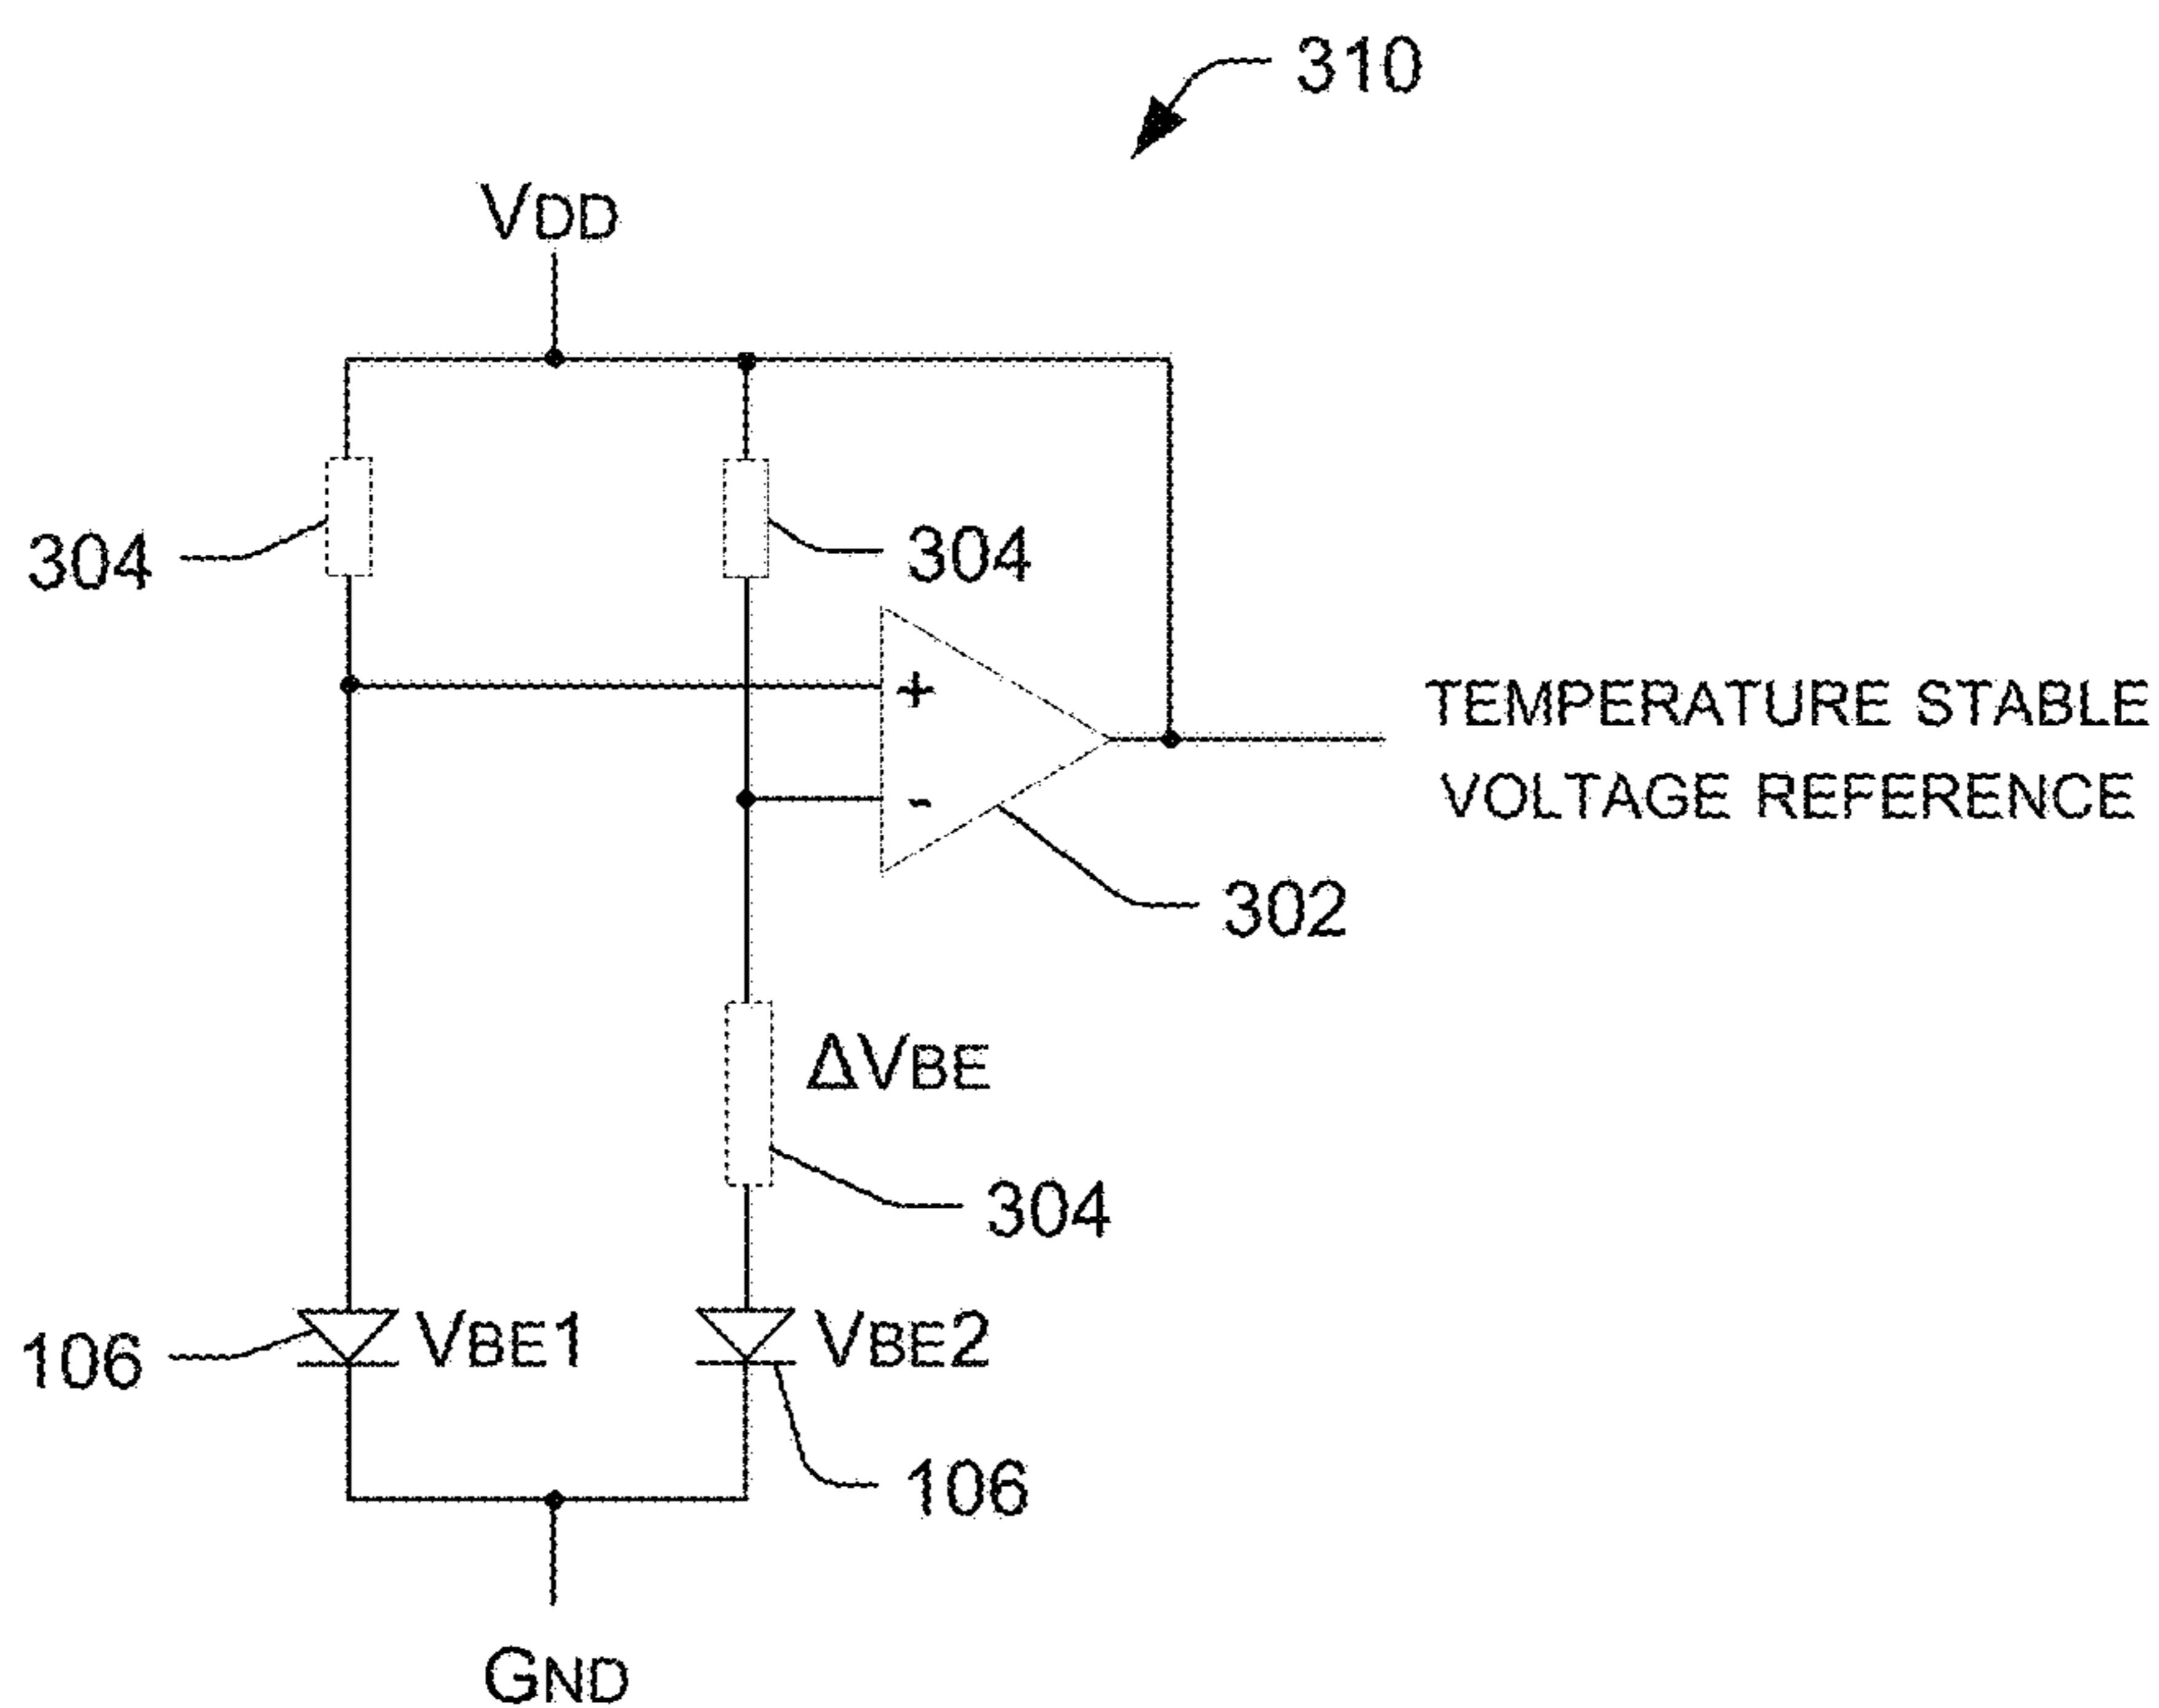 310
VDD
304
304
+
TEMPERATURE STABLE
VOLTAGE REFERENCE
-
302
ΔVBE
304
VBE1
VBE2
106
106
GND